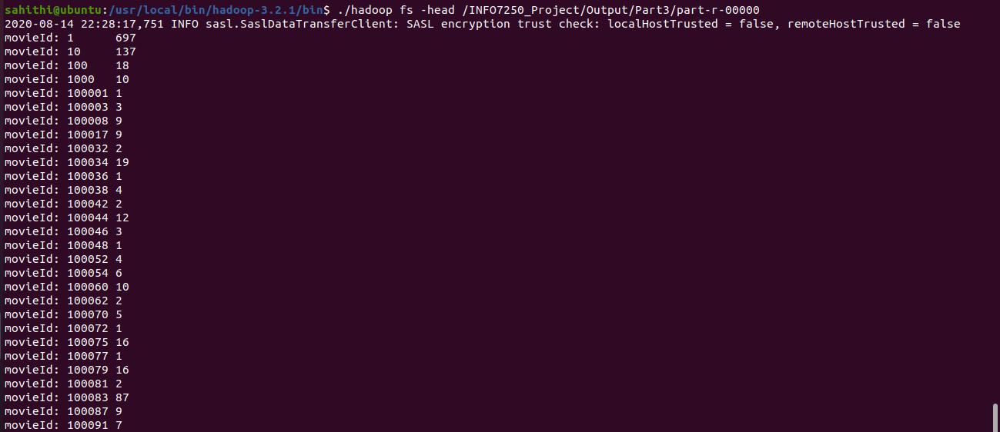 sahithi@ubuntu:/usr/local/bin/hadoop-3.2.1/bin$ ./hadoop fs -head /INFO7250_Project/Output/Part3/part-r-00000
2020-08-14 22:28:17,751 INFO sasl.SaslDataTransferClient: SASL encryption trust check: localHostTrusted = false, remoteHostTrusted = false
movieId: 1      697
movieId: 10     137
movieId: 100    18
movieId: 1000   10
movieId: 100001 1
movieId: 100003 3
movieId: 100008 9
movieId: 100017 9
movieId: 100032 2
movieId: 100034 19
movieId: 100036 1
movieId: 100038 4
movieId: 100042 2
movieId: 100044 12
movieId: 100046 3
movieId: 100048 1
movieId: 100052 4
movieId: 100054 6
movieId: 100060 10
movieId: 100062 2
movieId: 100070 5
movieId: 100072 1
movieId: 100075 16
movieId: 100077 1
movieId: 100079 16
movieId: 100081 2
movieId: 100083 87
movieId: 100087 9
movieId: 100091 7